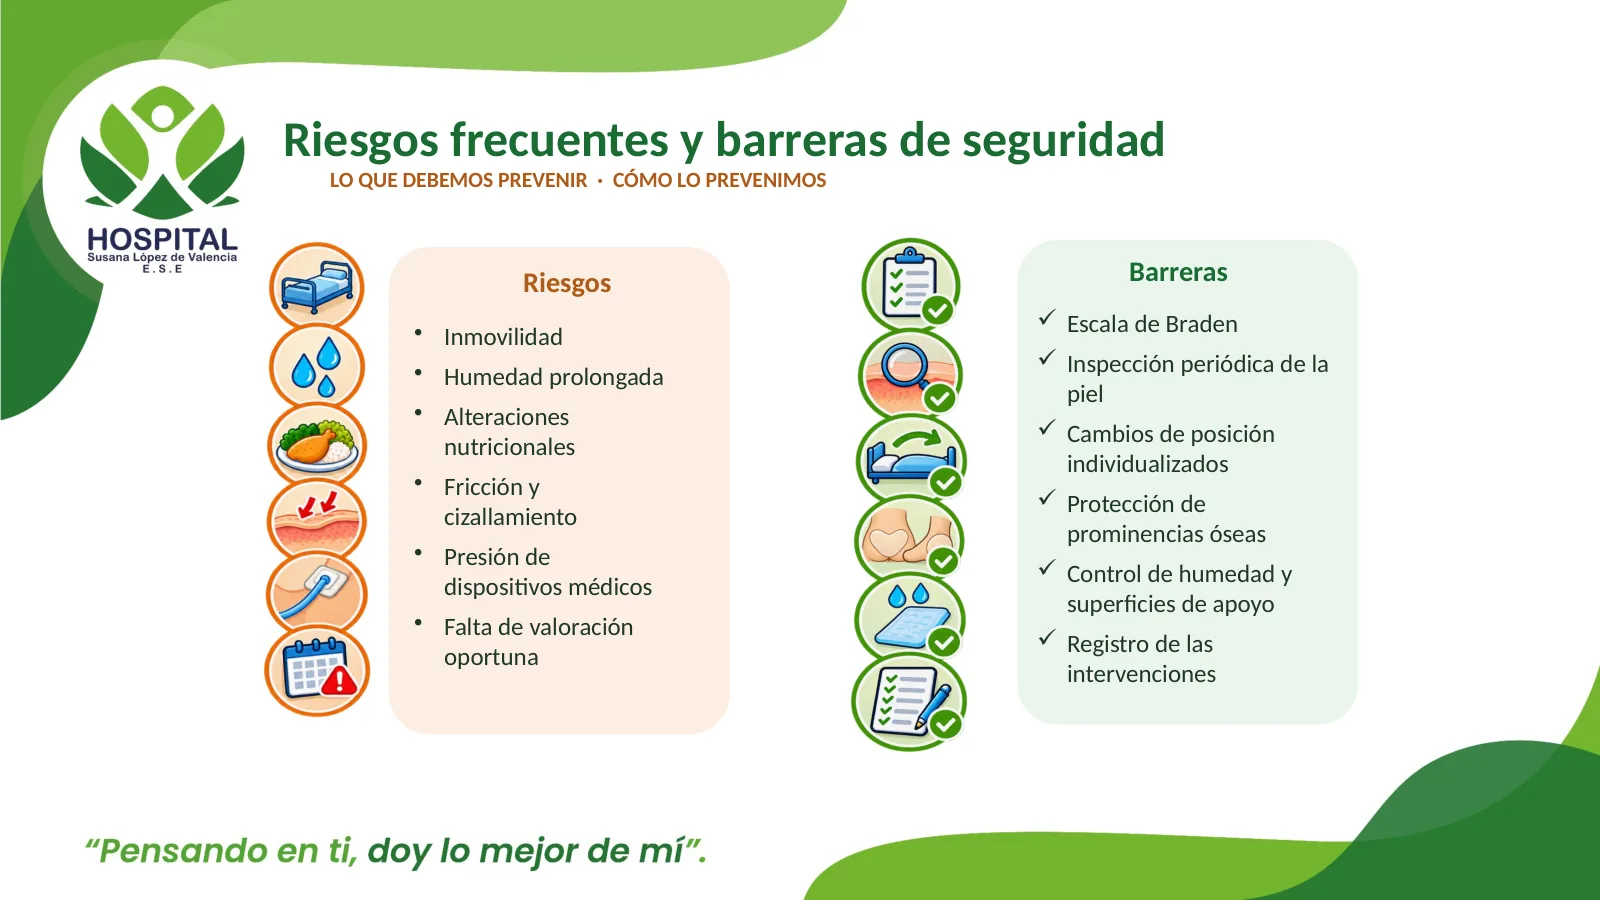 HOSPITAL
Susana López de Valencia
E.S.E
Riesgos frecuentes y barreras de seguridad
LO QUE DEBEMOS PREVENIR · CÓMO LO PREVENIMOS
Riesgos
• Inmovilidad
• Humedad prolongada
• Alteraciones
nutricionales
• Fricción y
cizallamiento
• Presión de
dispositivos médicos
• Falta de valoración
oportuna
Barreras
✓ Escala de Braden
✓ Inspección periódica de la
piel
✓ Cambios de posición
individualizados
✓ Protección de
prominencias óseas
✓ Control de humedad y
superficies de apoyo
✓ Registro de las
intervenciones
“Pensando en ti, doy lo mejor de mí”.